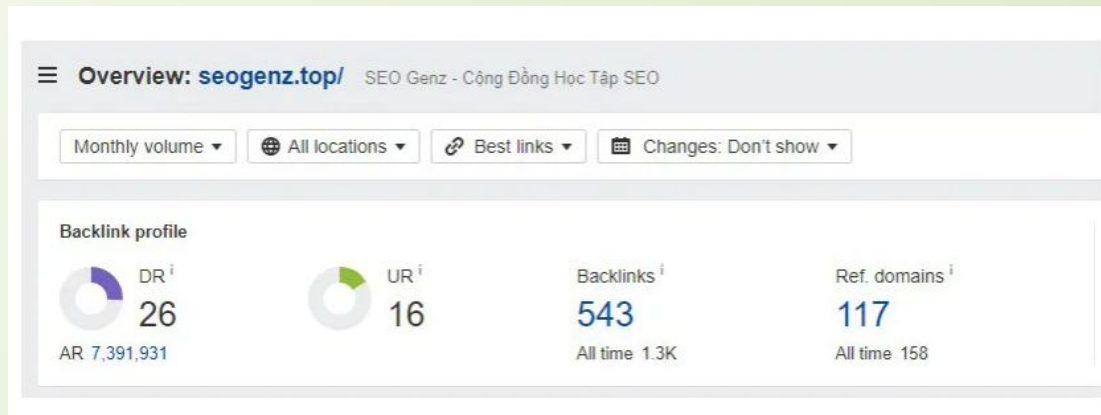 Overview: seogenz.top/ SEO Genz - Cộng Đồng Học Tập SEO
Monthly volume All locations Best links Changes: Don't show
Backlink profile
DR i UR i Backlinks i Ref. domains i
26 16 543 117
AR 7,391,931 All time 1.3K All time 158